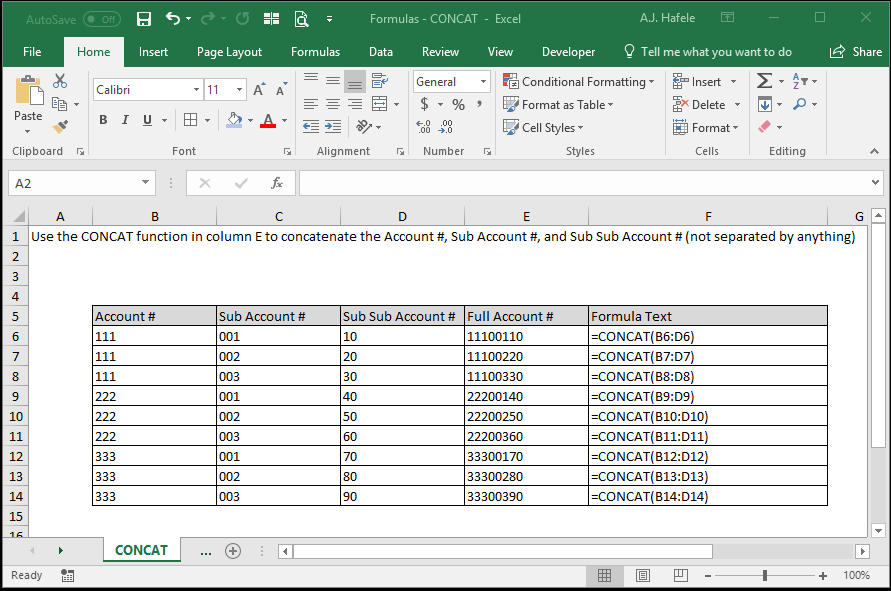 AutoSave Off Formulas - CONCAT - Excel A.J. Hafele
File Home Insert Page Layout Formulas Data Review View Developer Tell me what you want to do Share
Calibri 11 General Conditional Formatting Insert
Paste $ % , Format as Table Delete
B I U A Cell Styles Format
Clipboard Font Alignment Number Styles Cells Editing
A2 fx
A B C D E F G
1 Use the CONCAT function in column E to concatenate the Account #, Sub Account #, and Sub Sub Account # (not separated by anything)
2
3
4
5 Account # Sub Account # Sub Sub Account # Full Account # Formula Text
6 111 001 10 11100110 =CONCAT(B6:D6)
7 111 002 20 11100220 =CONCAT(B7:D7)
8 111 003 30 11100330 =CONCAT(B8:D8)
9 222 001 40 22200140 =CONCAT(B9:D9)
10 222 002 50 22200250 =CONCAT(B10:D10)
11 222 003 60 22200360 =CONCAT(B11:D11)
12 333 001 70 33300170 =CONCAT(B12:D12)
13 333 002 80 33300280 =CONCAT(B13:D13)
14 333 003 90 33300390 =CONCAT(B14:D14)
15
16
CONCAT ...
Ready 100%